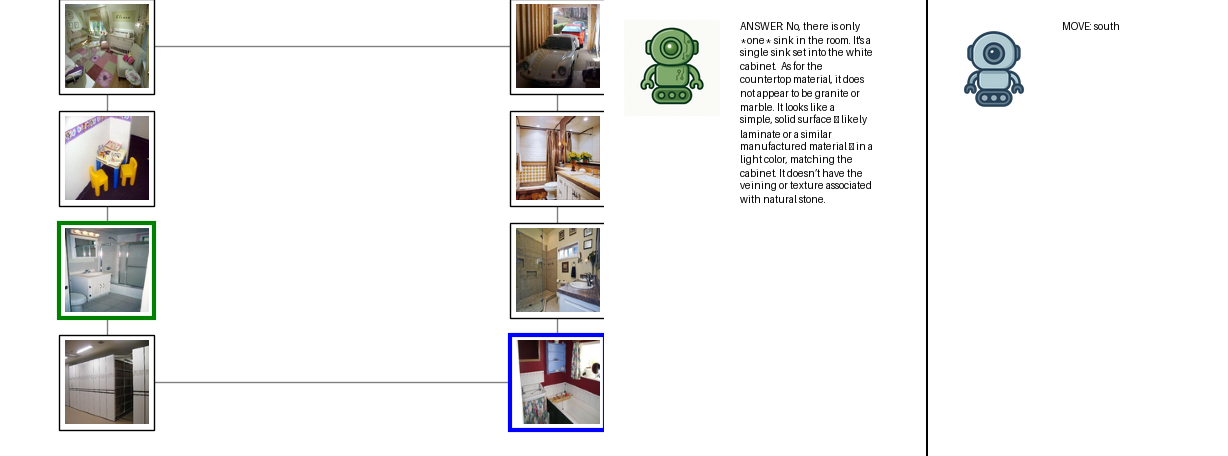 ANSWER: No, there is only
*one* sink in the room. It's a
single sink set into the white
cabinet. As for the
countertop material, it does
not appear to be granite or
marble. It looks like a
simple, solid surface  likely
laminate or a similar
manufactured material  in a
light color, matching the
cabinet. It doesn't have the
veining or texture associated
with natural stone.
MOVE: south